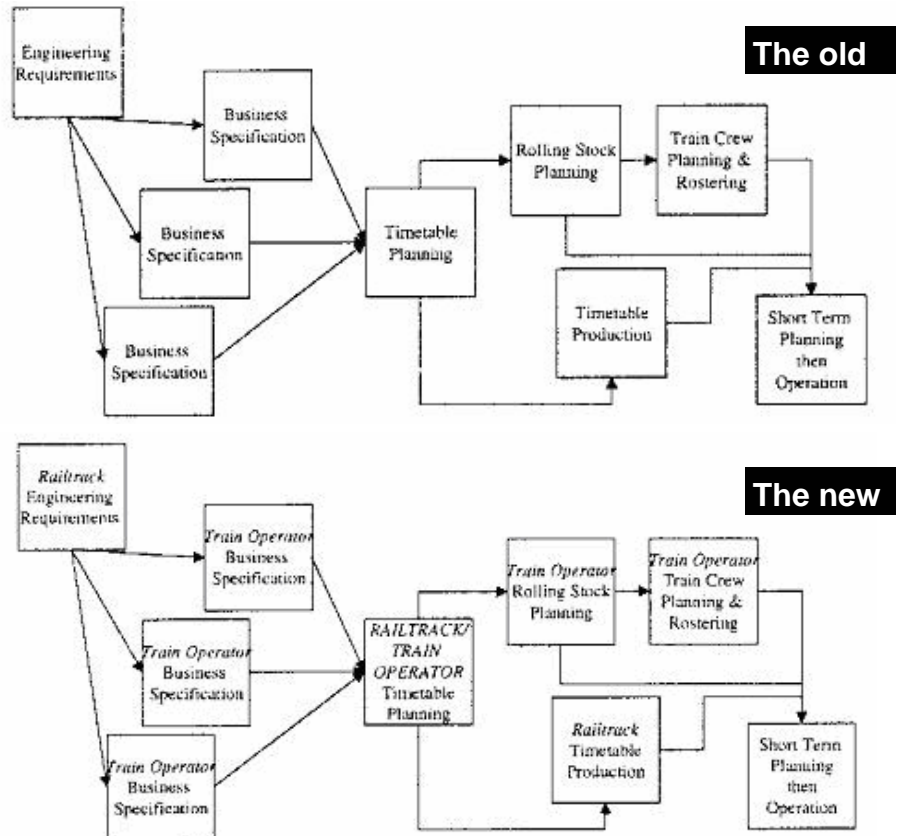 The old
Engineering
Requirements
Business
Specification
Business
Specification
Business
Specification
Timetable
Planning
Rolling Stock
Planning
Train Crew
Planning &
Rostering
Timetable
Production
Short Term
Planning
then
Operation
The new
Railtrack
Engineering
Requirements
Train Operator
Business
Specification
Train Operator
Business
Specification
Train Operator
Business
Specification
RAILTRACK/
TRAIN
OPERATOR
Timetable
Planning
Train Operator
Rolling Stock
Planning
Train Operator
Train Crew
Planning &
Rostering
Railtrack
Timetable
Production
Short Term
Planning
then
Operation